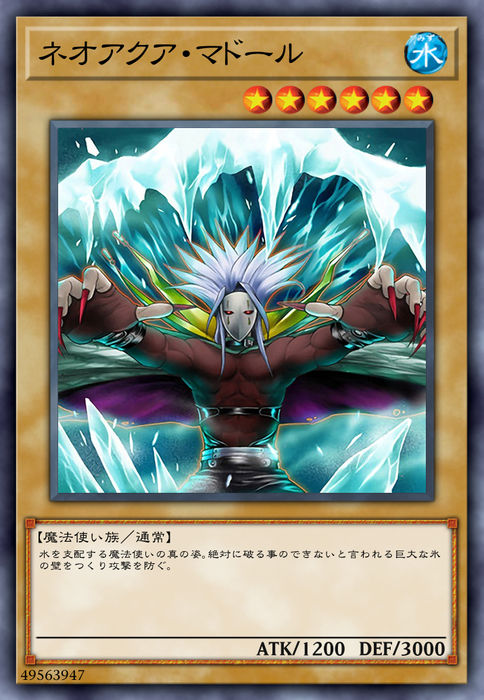 ネオアクア・マドール
みず
水
【魔法使い族／通常】
水を支配する魔法使いの真の姿。絶対に破る事のできないと言われる巨大な氷
の壁をつくり攻撃を防ぐ。
ATK/1200 DEF/3000
49563947